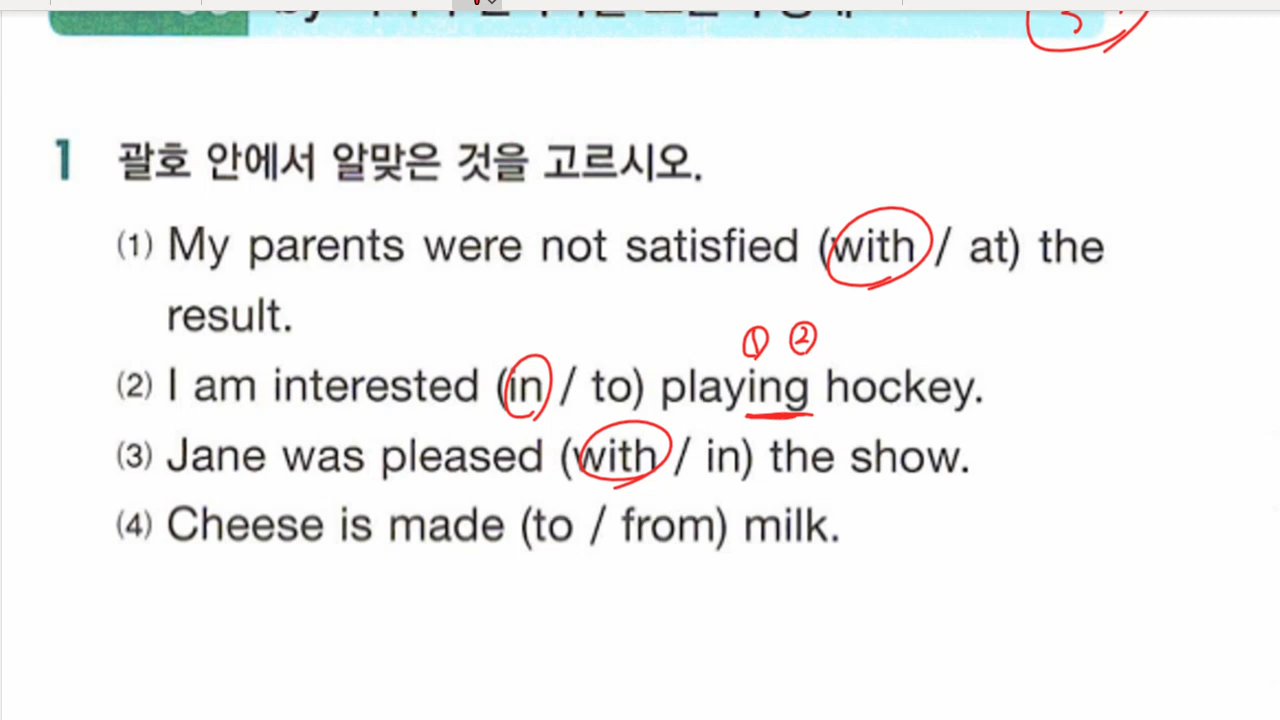 1 괄호 안에서 알맞은 것을 고르시오.
① ②
(1) My parents were not satisfied (with / at) the
result.
(2) I am interested (in / to) playing hockey.
(3) Jane was pleased (with / in) the show.
(4) Cheese is made (to / from) milk.